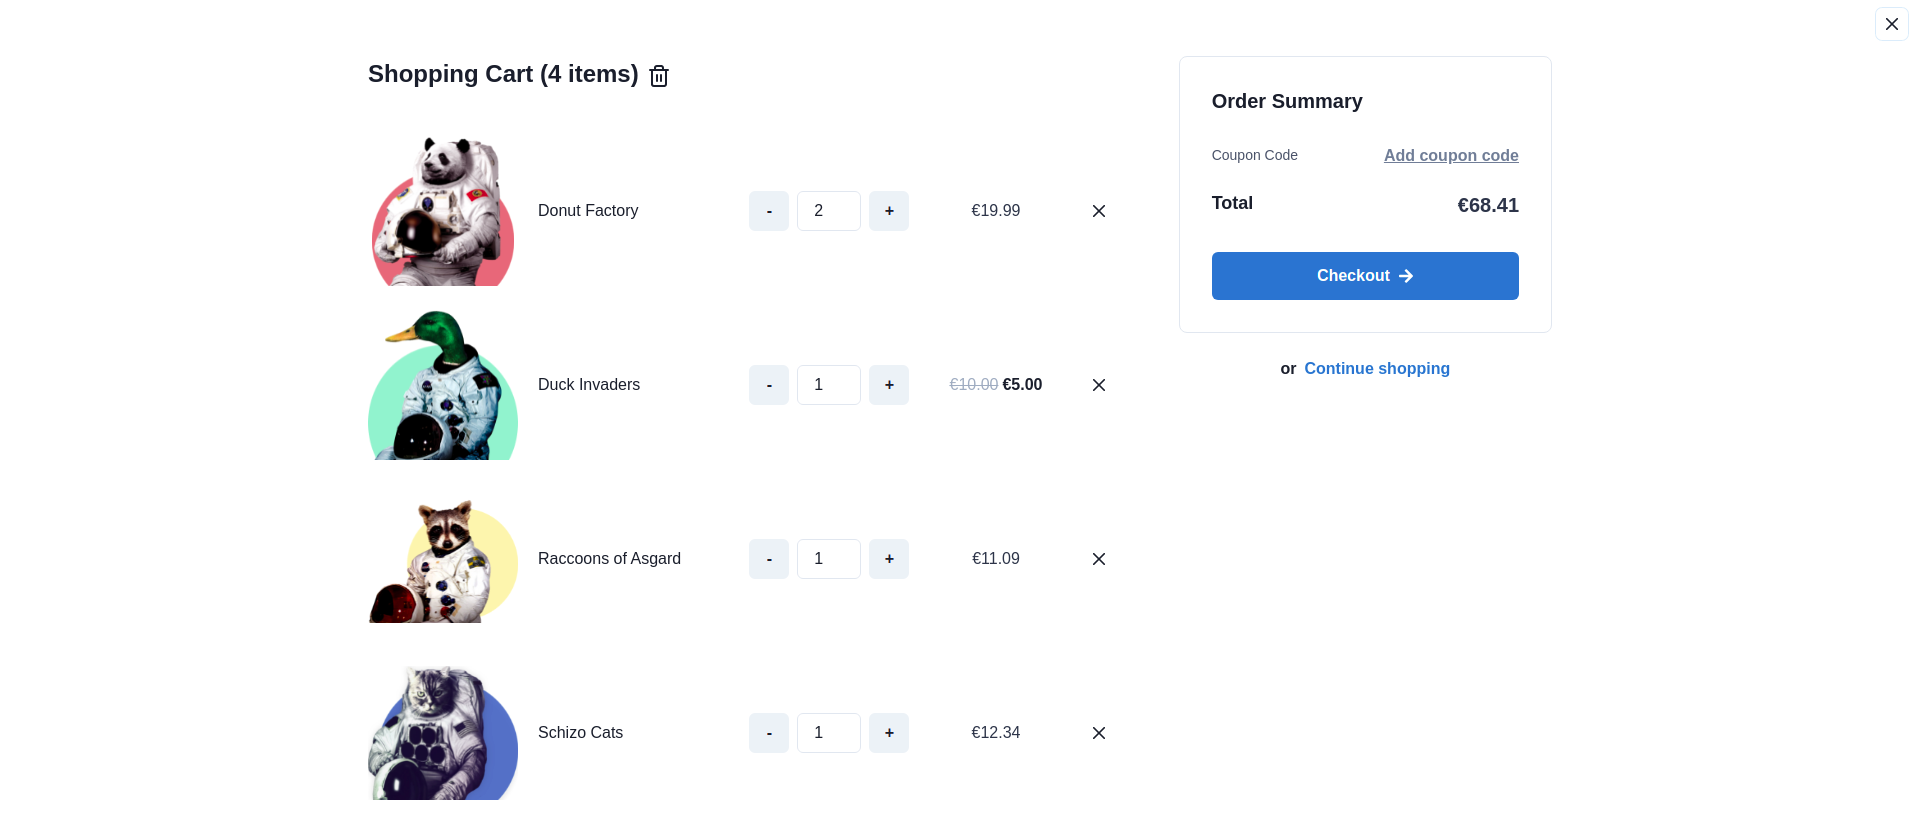 Shopping Cart (4 items)
Donut Factory
-
2
+
€19.99
Duck Invaders
-
1
+
€10.00 €5.00
Raccoons of Asgard
-
1
+
€11.09
Schizo Cats
-
1
+
€12.34
Order Summary
Coupon Code
Add coupon code
Total
€68.41
Checkout
or Continue shopping